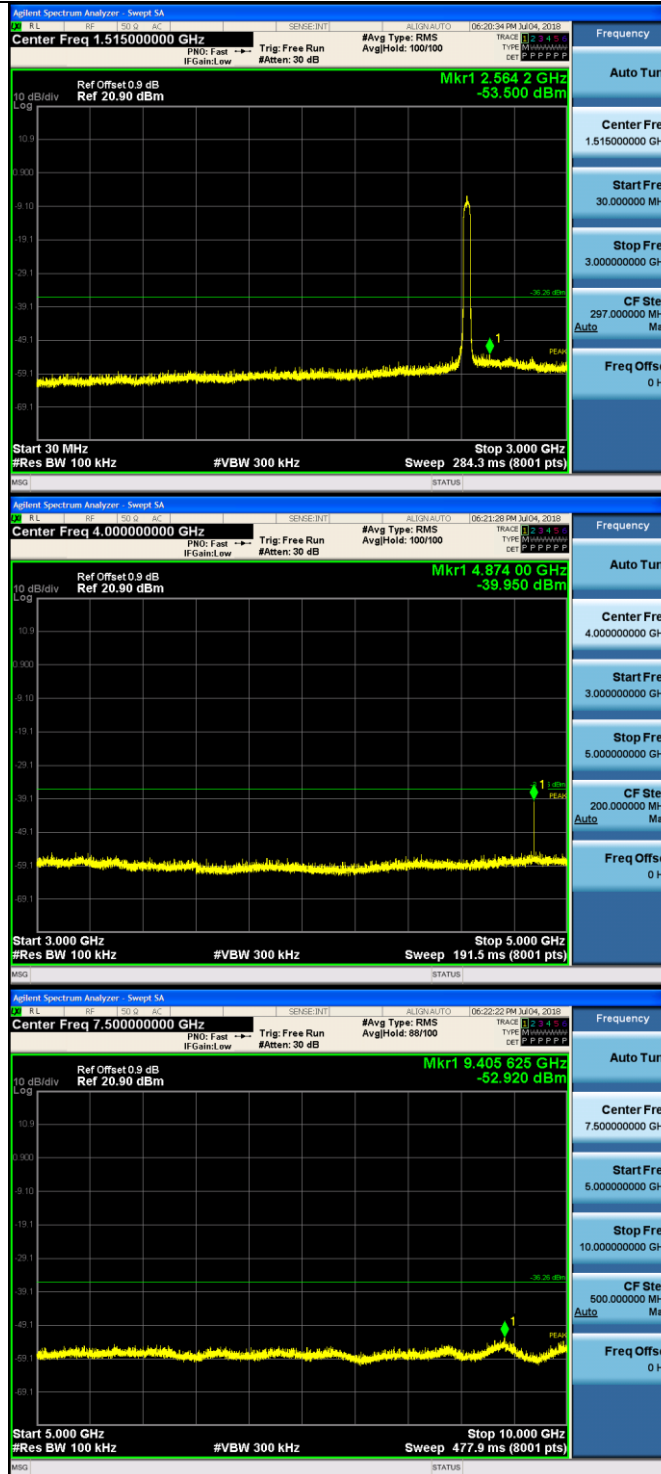 Agilent Spectrum Analyzer - Swept SA
RL RF 50 Ω AC SENSE:INT ALIGNAUTO 06:20:34 PM Jul 04, 2018
Center Freq 1.515000000 GHz #Avg Type: RMS TRACE 1 2 3 4 5 6 Frequency
PNO: Fast Trig: Free Run Avg|Hold: 100/100 TYPE M WWWWW
IFGain:Low #Atten: 30 dB DET P P P P P P
Auto Tun
Mkr1 2.564 2 GHz
Ref Offset 0.9 dB
10 dB/div Ref 20.90 dBm -53.500 dBm
Log
Center Fre
1.515000000 GH
10.9
0.900
Start Fre
30.000000 MH
-9.10
-19.1
Stop Fre
3.000000000 GH
-29.1
-36.26 dBm
CF Ste
297.000000 MH
Auto Ma
-39.1
-49.1
1
PEAK
Freq Offse
0 H
-59.1
-69.1
Start 30 MHz Stop 3.000 GHz
#Res BW 100 kHz #VBW 300 kHz Sweep 284.3 ms (8001 pts)
MSG STATUS
Agilent Spectrum Analyzer - Swept SA
RL RF 50 Ω AC SENSE:INT ALIGNAUTO 06:21:28 PM Jul 04, 2018
Center Freq 4.000000000 GHz #Avg Type: RMS TRACE 1 2 3 4 5 6 Frequency
PNO: Fast Trig: Free Run Avg|Hold: 100/100 TYPE M WWWWW
IFGain:Low #Atten: 30 dB DET P P P P P P
Auto Tun
Mkr1 4.874 00 GHz
Ref Offset 0.9 dB
10 dB/div Ref 20.90 dBm -39.950 dBm
Log
Center Fre
4.000000000 GH
10.9
0.900
Start Fre
3.000000000 GH
-9.10
-19.1
Stop Fre
5.000000000 GH
-29.1
1 dBm
PEAK
CF Ste
200.000000 MH
Auto Ma
-39.1
-49.1
Freq Offse
0 H
-59.1
-69.1
Start 3.000 GHz Stop 5.000 GHz
#Res BW 100 kHz #VBW 300 kHz Sweep 191.5 ms (8001 pts)
MSG STATUS
Agilent Spectrum Analyzer - Swept SA
RL RF 50 Ω AC SENSE:INT ALIGNAUTO 06:22:22 PM Jul 04, 2018
Center Freq 7.500000000 GHz #Avg Type: RMS TRACE 1 2 3 4 5 6 Frequency
PNO: Fast Trig: Free Run Avg|Hold: 88/100 TYPE M WWWWW
IFGain:Low #Atten: 30 dB DET P P P P P P
Auto Tun
Mkr1 9.405 625 GHz
Ref Offset 0.9 dB
10 dB/div Ref 20.90 dBm -52.920 dBm
Log
Center Fre
7.500000000 GH
10.9
0.900
Start Fre
5.000000000 GH
-9.10
-19.1
Stop Fre
10.000000000 GH
-29.1
-36.26 dBm
CF Ste
500.000000 MH
Auto Ma
-39.1
-49.1
1
PEAK
Freq Offse
0 H
-59.1
-69.1
Start 5.000 GHz Stop 10.000 GHz
#Res BW 100 kHz #VBW 300 kHz Sweep 477.9 ms (8001 pts)
MSG STATUS